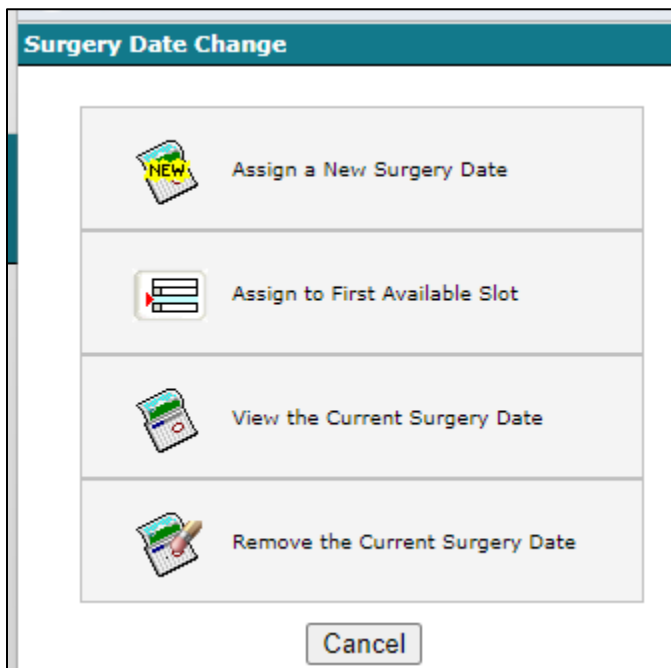 Surgery Date Change
NEW
Assign a New Surgery Date
Assign to First Available Slot
View the Current Surgery Date
Remove the Current Surgery Date
Cancel